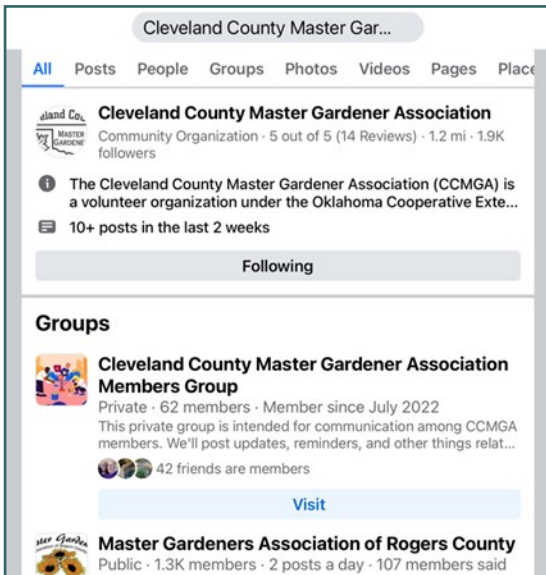 Cleveland County Master Gar...
All Posts People Groups Photos Videos Pages Place
land Co
MASTER
GARDENE
Cleveland County Master Gardener Association
Community Organization · 5 out of 5 (14 Reviews) · 1.2 mi · 1.9K
followers
The Cleveland County Master Gardener Association (CCMGA) is
a volunteer organization under the Oklahoma Cooperative Exte...
10+ posts in the last 2 weeks
Following
Groups
Cleveland County Master Gardener Association
Members Group
Private · 62 members · Member since July 2022
This private group is intended for communication among CCMGA
members. We'll post updates, reminders, and other things relat...
42 friends are members
Visit
Master Gardeners Association of Rogers County
Public · 1.3K members · 2 posts a day · 107 members said